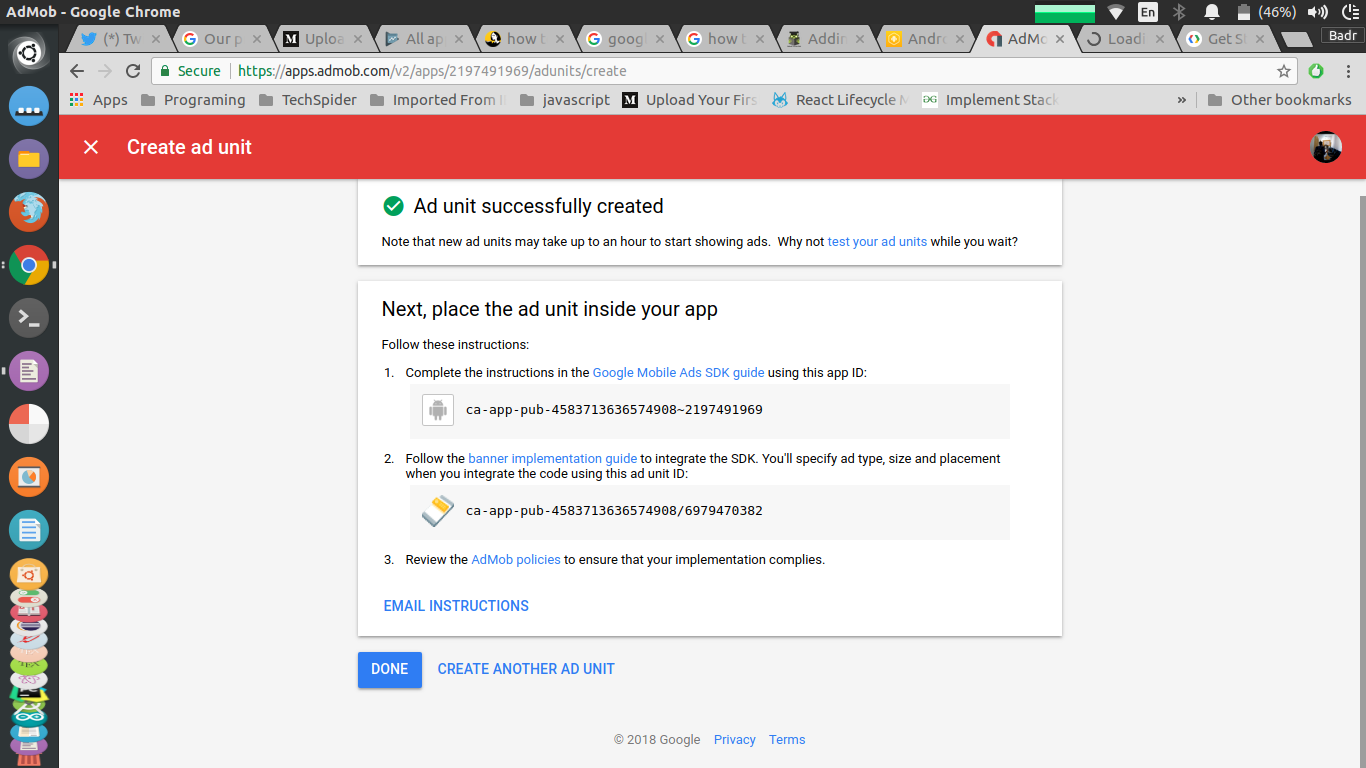 AdMob - Google Chrome
En
(46%)
(*) Tw
Our p
Uploa
All ap
how t
googl
how t
Addin
Andro
AdMo
Loadi
Get S
Badr
Secure
https://apps.admob.com/v2/apps/2197491969/adunits/create
Apps
Programing
TechSpider
Imported From I
javascript
Upload Your Firs
React Lifecycle M
Implement Stack
»
Other bookmarks
Create ad unit
Ad unit successfully created
Note that new ad units may take up to an hour to start showing ads. Why not test your ad units while you wait?
Next, place the ad unit inside your app
Follow these instructions:
1. Complete the instructions in the Google Mobile Ads SDK guide using this app ID:
ca-app-pub-4583713636574908~2197491969
2. Follow the banner implementation guide to integrate the SDK. You'll specify ad type, size and placement
when you integrate the code using this ad unit ID:
ca-app-pub-4583713636574908/6979470382
3. Review the AdMob policies to ensure that your implementation complies.
EMAIL INSTRUCTIONS
DONE
CREATE ANOTHER AD UNIT
© 2018 Google Privacy Terms